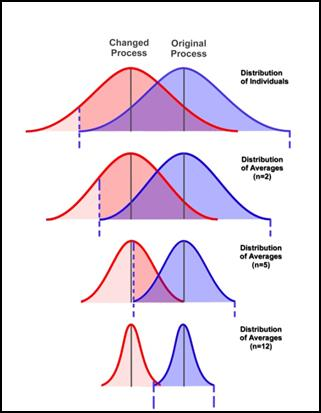 Changed
Process
Original
Process
Distribution
of Individuals
Distribution
of Averages
(n=2)
Distribution
of Averages
(n=5)
Distribution
of Averages
(n=12)